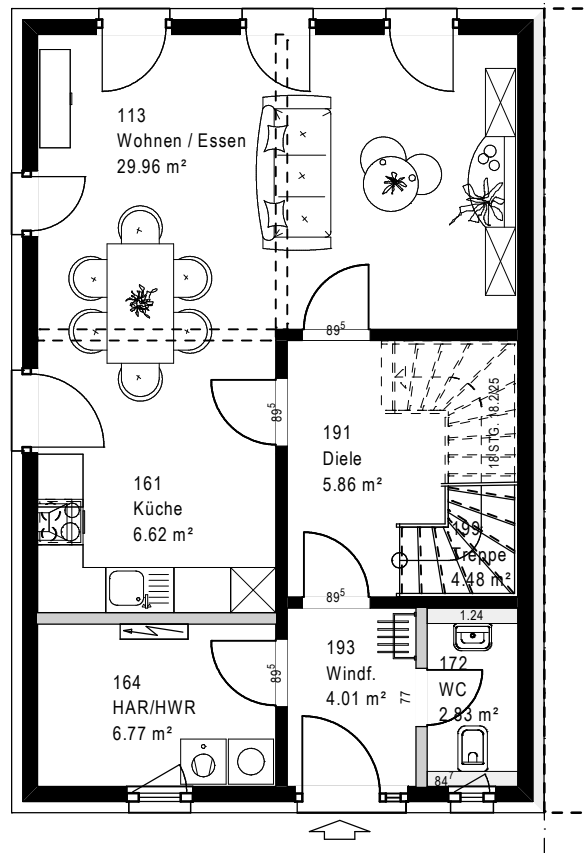 113
Wohnen / Essen
29.96 m²
89⁵
89⁵
18 STG. 18.2/25
191
Diele
5.86 m²
161
Küche
6.62 m²
199
Treppe
4.48 m²
89⁵
1.24
193
Windf.
4.01 m²
172
WC
2.83 m²
89⁵
77
164
HAR/HWR
6.77 m²
84⁷